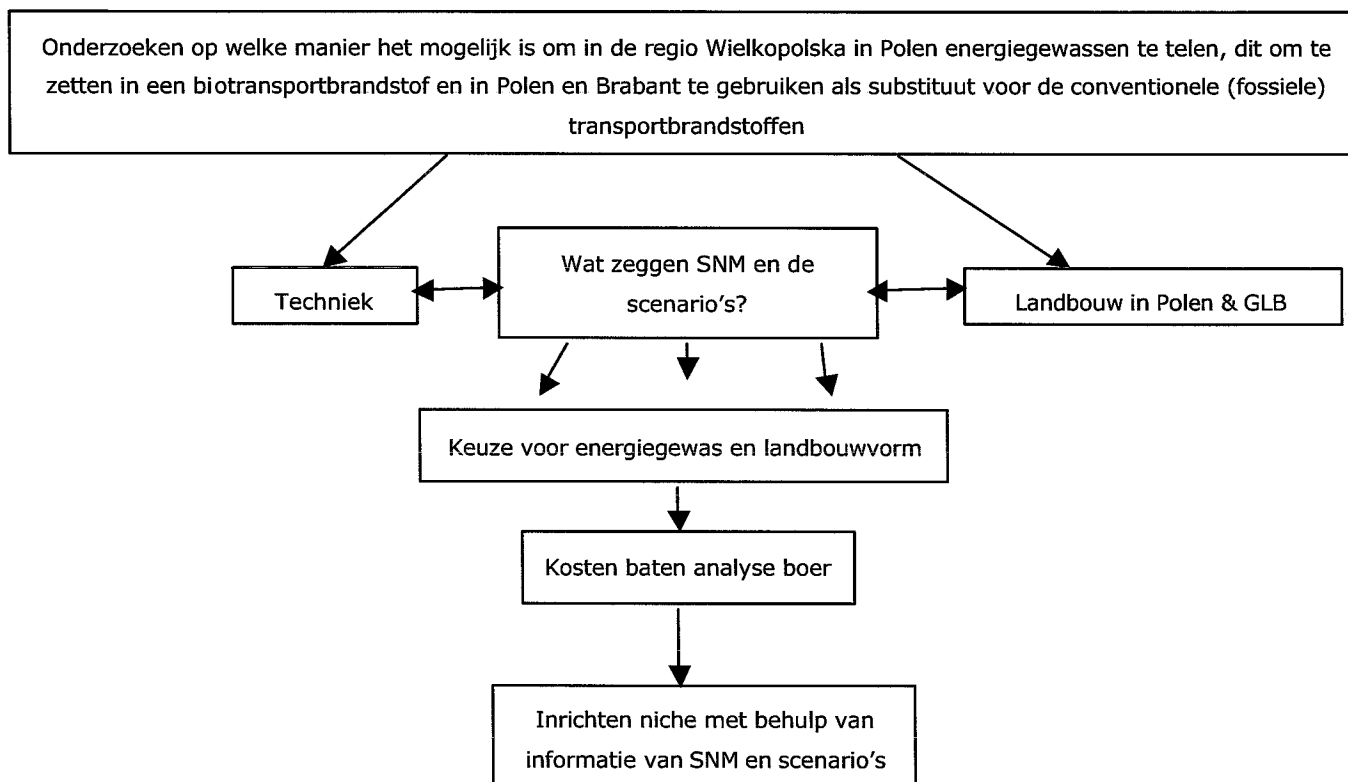 Onderzoeken op welke manier het mogelijk is om in de regio Wielkopolska in Polen energiegewassen te telen, dit om te
zetten in een biotransportbrandstof en in Polen en Brabant te gebruiken als substituut voor de conventionele (fossiele)
transportbrandstoffen
Techniek
Wat zeggen SNM en de
scenario's?
Landbouw in Polen & GLB
Keuze voor energiegewas en landbouwvorm
Kosten baten analyse boer
Inrichten niche met behulp van
informatie van SNM en scenario's